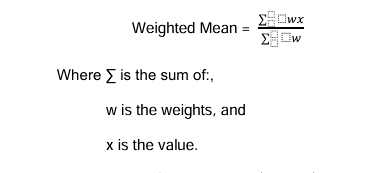 Weighted Mean = ∑⬚⬚wx / ∑⬚⬚w
Where ∑ is the sum of:,
w is the weights, and
x is the value.